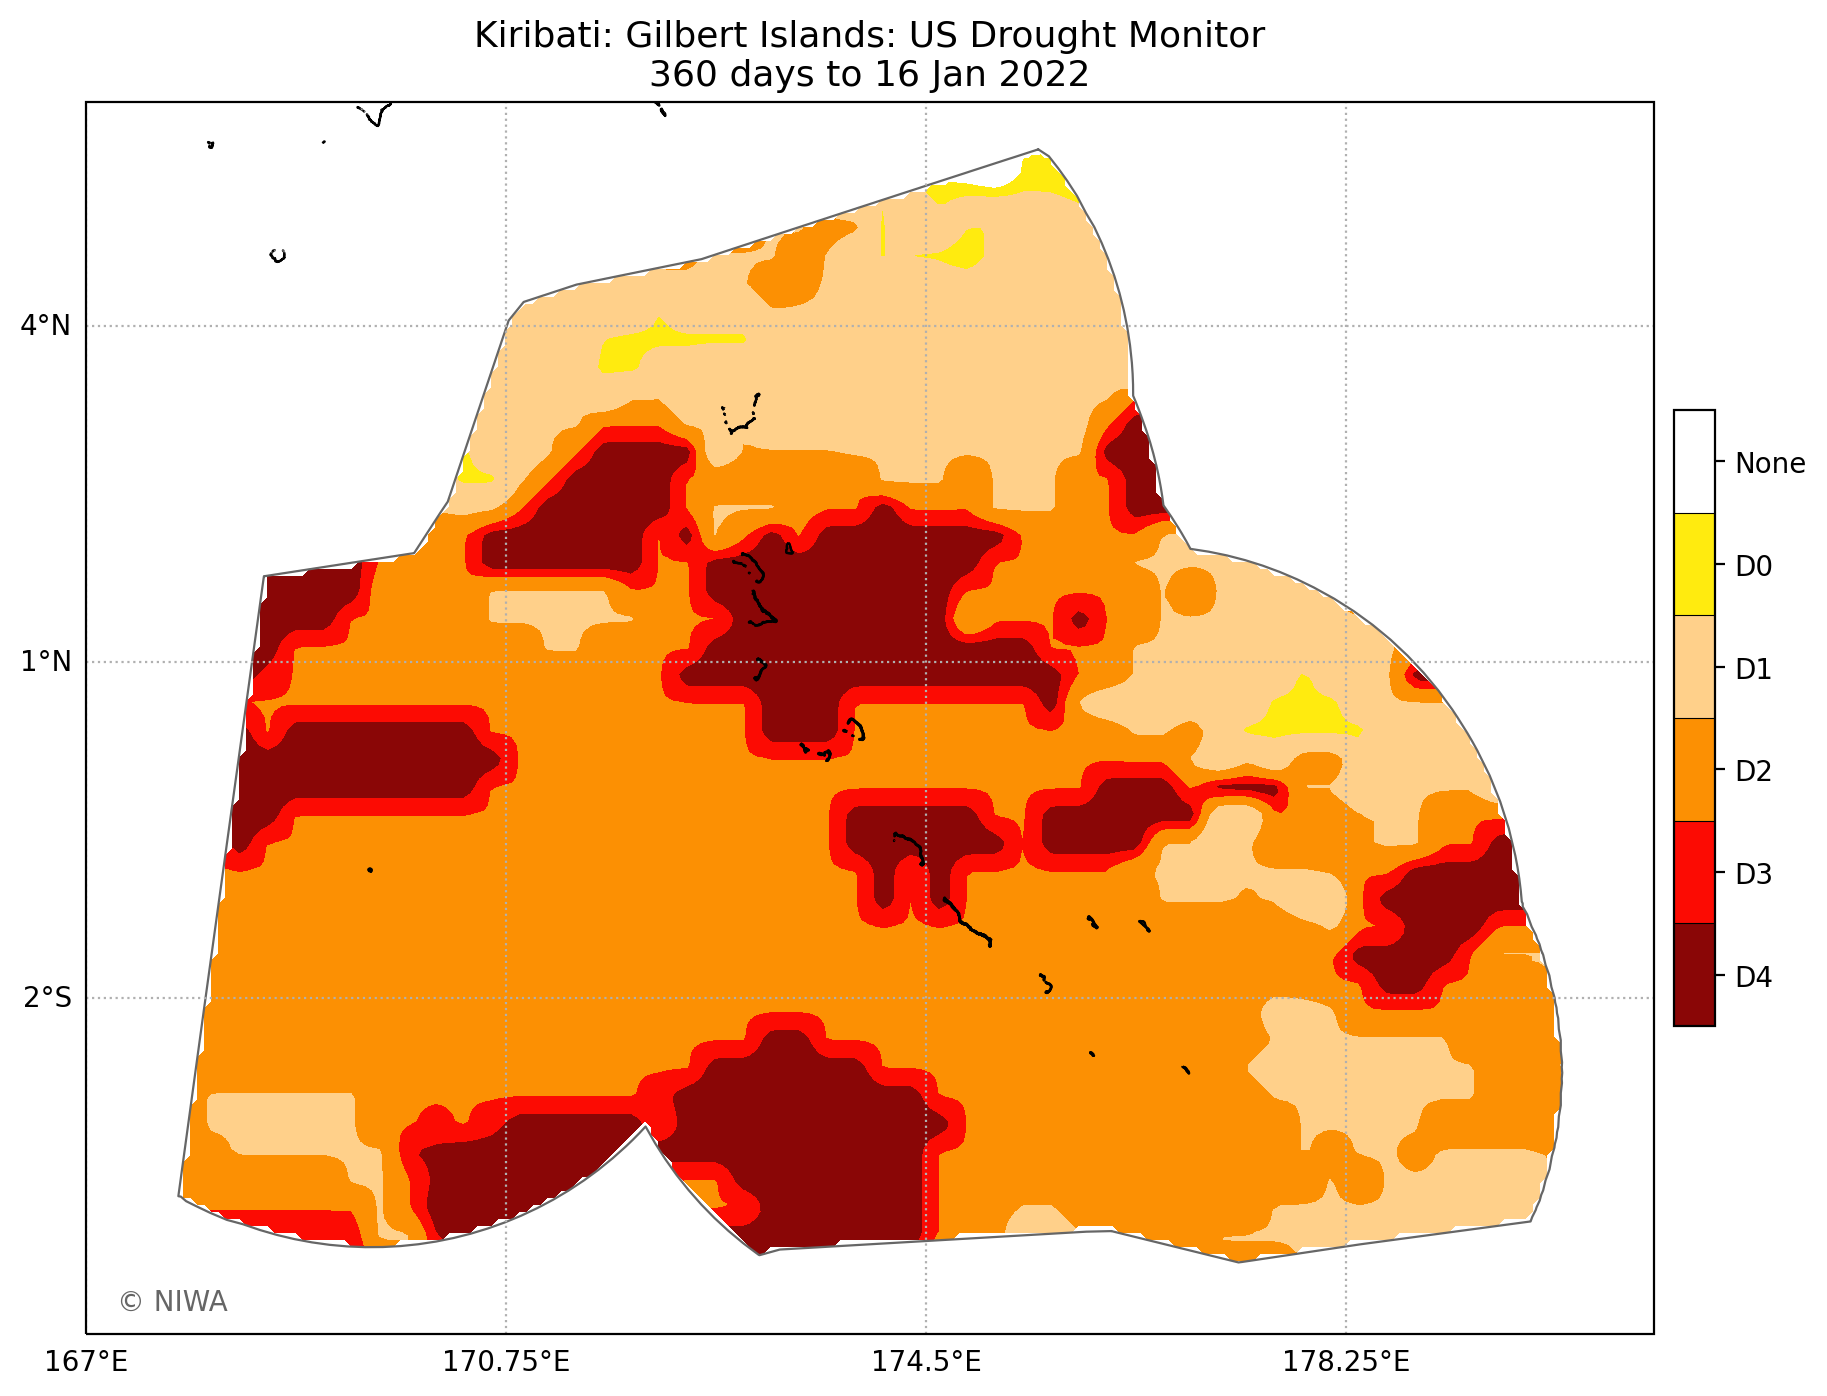 Kiribati: Gilbert Islands: US Drought Monitor
360 days to 16 Jan 2022
4°N
1°N
2°S
None
D0
D1
D2
D3
D4
© NIWA
167°E
170.75°E
174.5°E
178.25°E